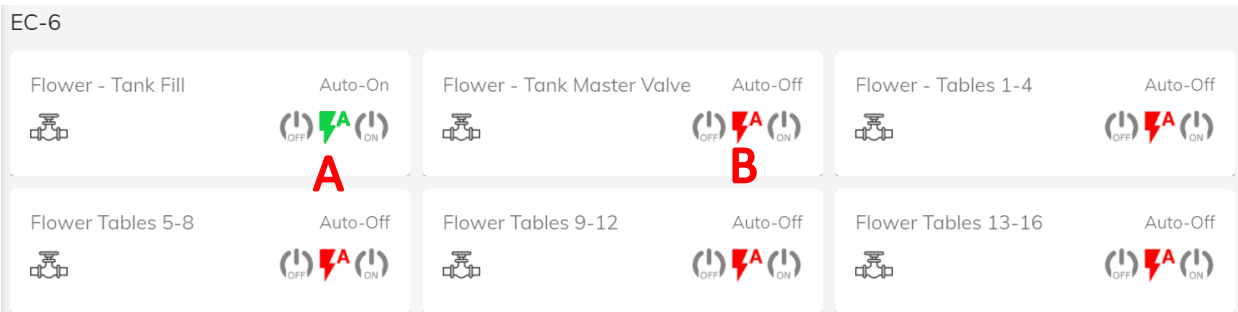 EC-6
Flower - Tank Fill Auto-On
OFF A ON
A
Flower - Tank Master Valve Auto-Off
OFF A ON
B
Flower - Tables 1-4 Auto-Off
OFF A ON
Flower Tables 5-8 Auto-Off
OFF A ON
Flower Tables 9-12 Auto-Off
OFF A ON
Flower Tables 13-16 Auto-Off
OFF A ON